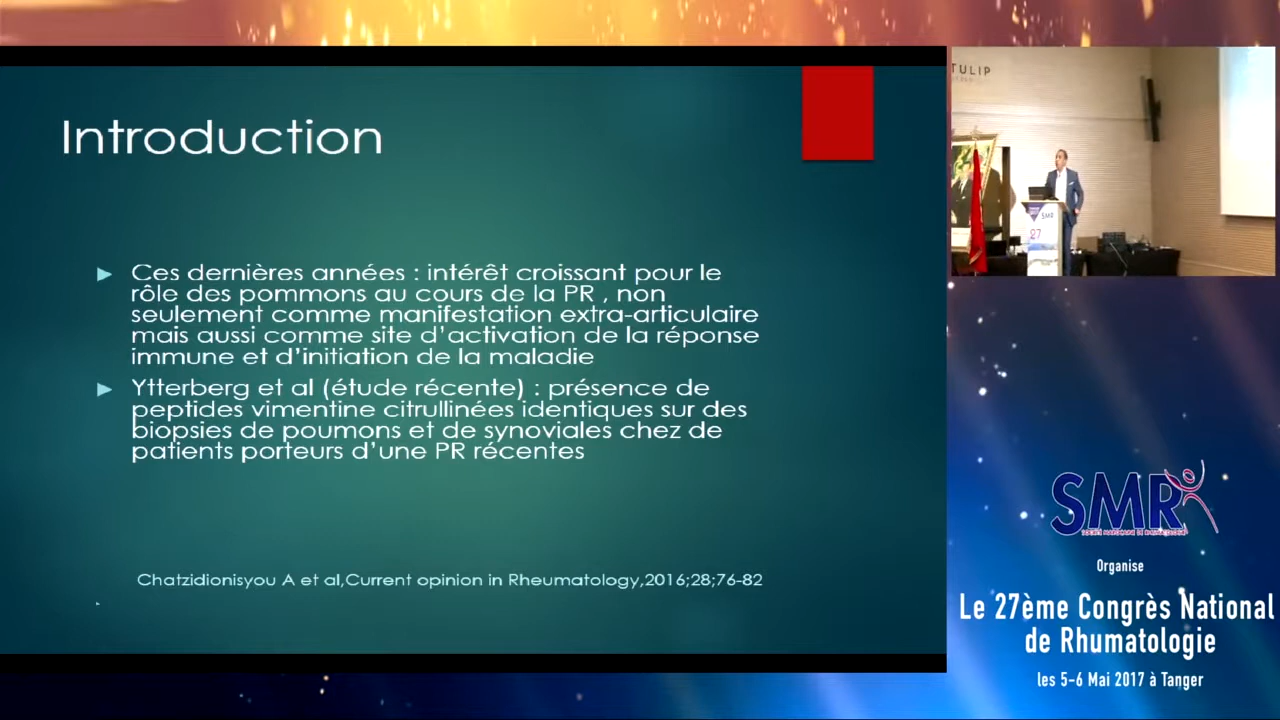 Introduction
Ces dernières années : intérêt croissant pour le
rôle des pommons au cours de la PR , non
seulement comme manifestation extra-articulaire
mais aussi comme site d'activation de la réponse
immune et d'initiation de la maladie
Ytterberg et al (étude récente) : présence de
peptides vimentine citrullinées identiques sur des
biopsies de poumons et de synoviales chez de
patients porteurs d'une PR récentes
Chatzidionisyou A et al,Current opinion in Rheumatology,2016;28;76-82
TULIP
SMR
27
SMR
Organise
Le 27ème Congrès National
de Rhumatologie
les 5-6 Mai 2017 à Tanger